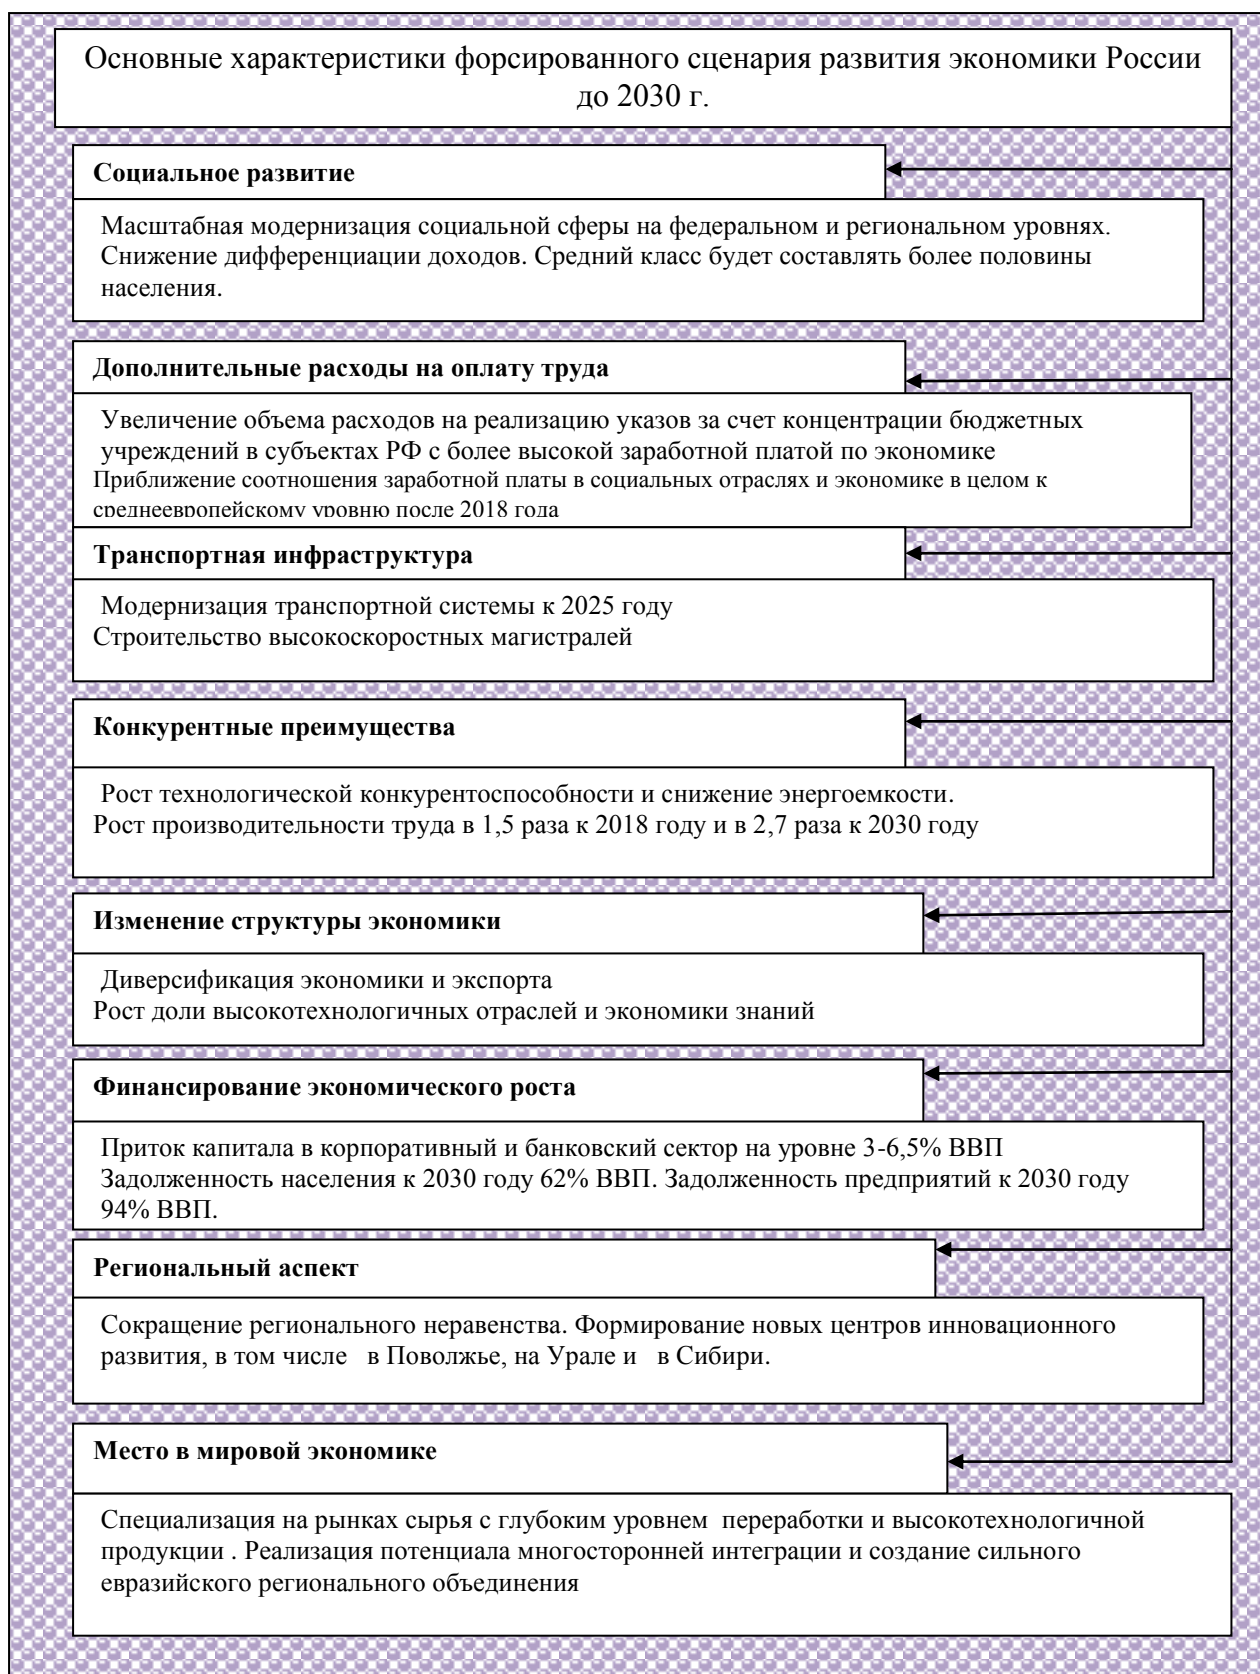 Основные характеристики форсированного сценария развития экономики России
до 2030 г.
Социальное развитие
Масштабная модернизация социальной сферы на федеральном и региональном уровнях.
Снижение дифференциации доходов. Средний класс будет составлять более половины
населения.
Дополнительные расходы на оплату труда
Увеличение объема расходов на реализацию указов за счет концентрации бюджетных
учреждений в субъектах РФ с более высокой заработной платой по экономике
Приближение соотношения заработной платы в социальных отраслях и экономике в целом к
среднеевропейскому уровню после 2018 года
Транспортная инфраструктура
Модернизация транспортной системы к 2025 году
Строительство высокоскоростных магистралей
Конкурентные преимущества
Рост технологической конкурентоспособности и снижение энергоемкости.
Рост производительности труда в 1,5 раза к 2018 году и в 2,7 раза к 2030 году
Изменение структуры экономики
Диверсификация экономики и экспорта
Рост доли высокотехнологичных отраслей и экономики знаний
Финансирование экономического роста
Приток капитала в корпоративный и банковский сектор на уровне 3-6,5% ВВП
Задолженность населения к 2030 году 62% ВВП. Задолженность предприятий к 2030 году
94% ВВП.
Региональный аспект
Сокращение регионального неравенства. Формирование новых центров инновационного
развития, в том числе в Поволжье, на Урале и в Сибири.
Место в мировой экономике
Специализация на рынках сырья с глубоким уровнем переработки и высокотехнологичной
продукции . Реализация потенциала многосторонней интеграции и создание сильного
евразийского регионального объединения